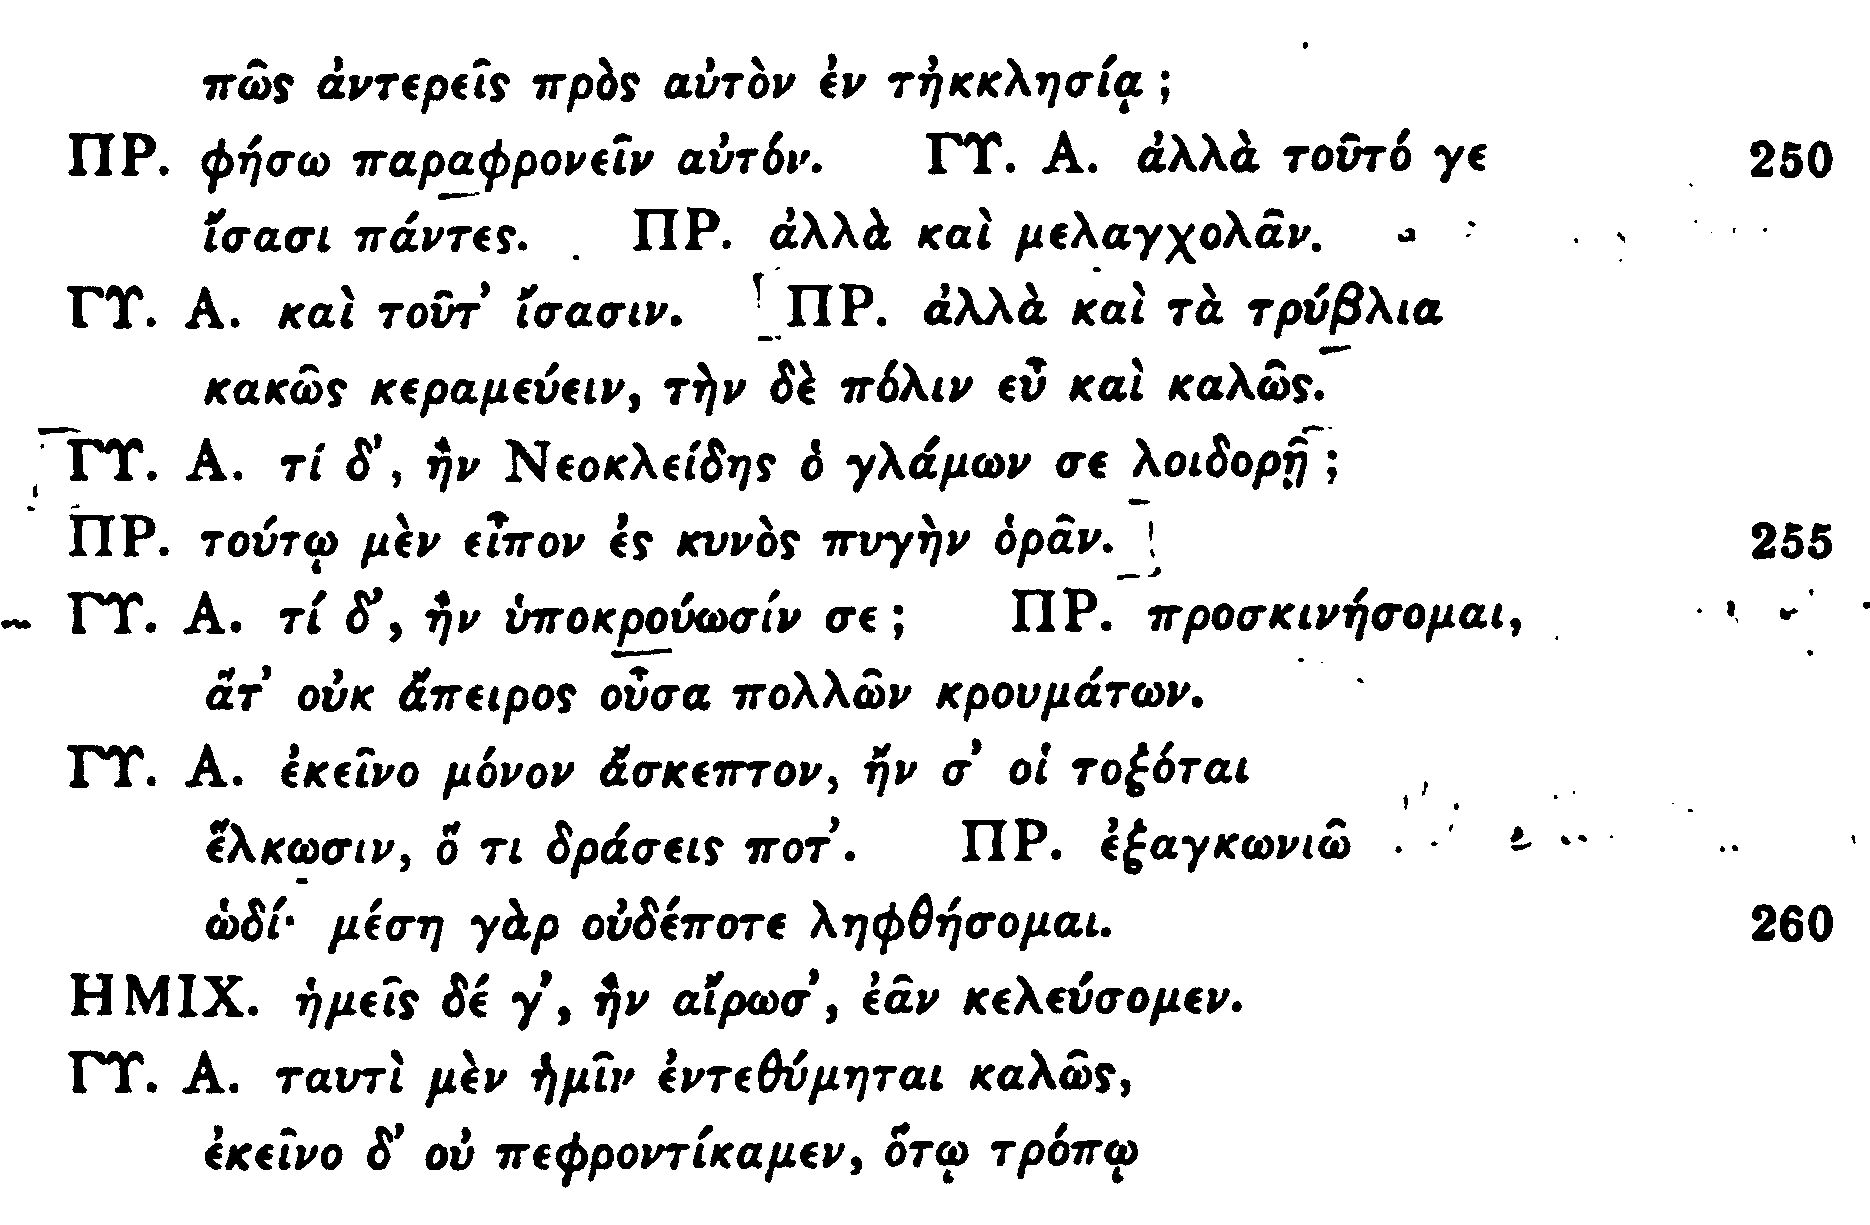 πῶς ἀντερεῖς πρὸς αὐτὸν ἐν τἠκκλησίᾳ;
ΠΡ. φήσω παραφρονεῖν αὐτόν. ΓΥ. Α. ἀλλὰ τοῦτό γε 250
ἴσασι πάντες. ΠΡ. ἀλλὰ καὶ μελαγχολᾶν.
ΓΥ. Α. καὶ τοῦτ’ ἴσασιν. ΠΡ. ἀλλὰ καὶ τὰ τρύβλια
κακῶς κεραμεύειν, τὴν δὲ πόλιν εὖ καὶ καλῶς.
ΓΥ. Α. τί δ’, ἢν Νεοκλείδης ὁ γλάμων σε λοιδορῇ;
ΠΡ. τούτῳ μὲν εἶπον ἐς κυνὸς πυγὴν ὁρᾶν. 255
ΓΥ. Α. τί δ’, ἢν ὑποκρούωσίν σε; ΠΡ. προσκινήσομαι,
ἅτ’ οὐκ ἄπειρος οὖσα πολλῶν κρουμάτων.
ΓΥ. Α. ἐκεῖνο μόνον ἄσκεπτον, ἤν σ’ οἱ τοξόται
ἕλκωσιν, ὅ τι δράσεις ποτ’. ΠΡ. ἐξαγκωνιῶ
ὡδί· μέση γὰρ οὐδέποτε ληφθήσομαι. 260
ΗΜΙΧ. ἡμεῖς δέ γ’, ἢν αἴρωσ’, ἐᾶν κελεύσομεν.
ΓΥ. Α. ταυτὶ μὲν ἡμῖν ἐντεθύμηται καλῶς,
ἐκεῖνο δ’ οὐ πεφροντίκαμεν, ὅτῳ τρόπῳ